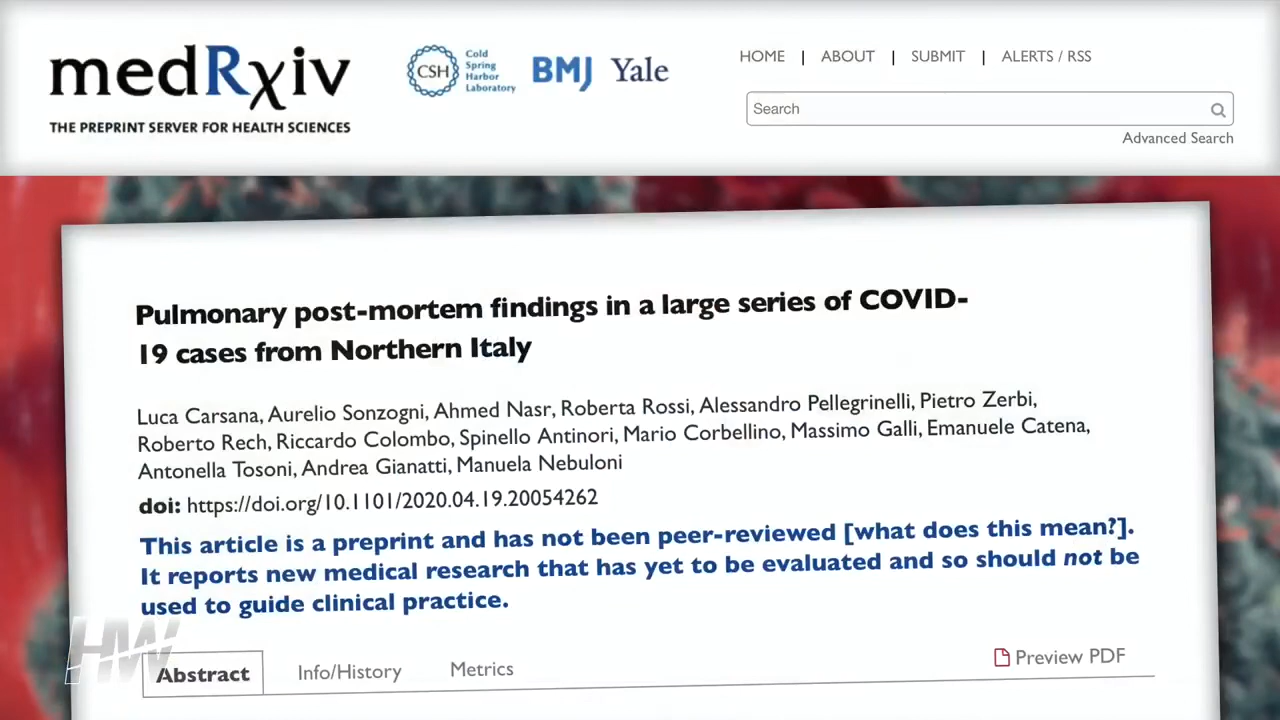 medRxiv
THE PREPRINT SERVER FOR HEALTH SCIENCES
CSH
Cold
Spring
Harbor
Laboratory
BMJ
Yale
HOME | ABOUT | SUBMIT | ALERTS / RSS
Search
Advanced Search
Pulmonary post-mortem findings in a large series of COVID-
19 cases from Northern Italy
Luca Carsana, Aurelio Sonzogni, Ahmed Nasr, Roberta Rossi, Alessandro Pellegrinelli, Pietro Zerbi,
Roberto Rech, Riccardo Colombo, Spinello Antinori, Mario Corbellino, Massimo Galli, Emanuele Catena,
Antonella Tosoni, Andrea Gianatti, Manuela Nebuloni
doi: https://doi.org/10.1101/2020.04.19.20054262
This article is a preprint and has not been peer-reviewed [what does this mean?].
It reports new medical research that has yet to be evaluated and so should not be
used to guide clinical practice.
HW
Abstract
Info/History
Metrics
Preview PDF